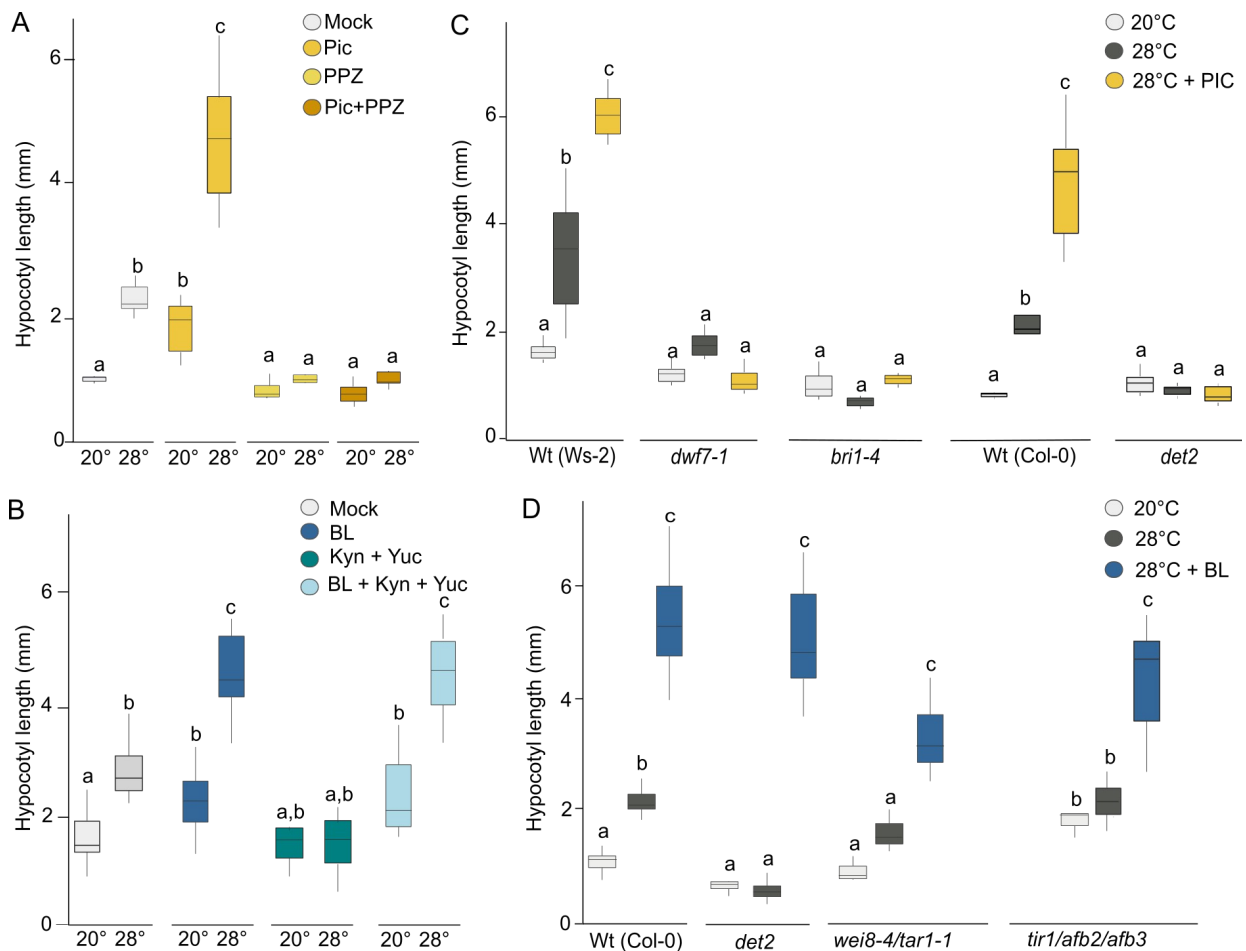 A
Mock
Pic
PPZ
Pic+PPZ
Hypocotyl length (mm)
6
4
2
0
a
b
b
c
a
a
a
a
20° 28° 20° 28° 20° 28° 20° 28°
B
Mock
BL
Kyn + Yuc
BL + Kyn + Yuc
Hypocotyl length (mm)
6
4
2
0
a
b
b
c
a,b
a,b
b
c
20° 28° 20° 28° 20° 28° 20° 28°
C
20°C
28°C
28°C + PIC
Hypocotyl length (mm)
6
4
2
0
a
b
c
a
a
a
a
a
a
a
b
c
a
a
a
Wt (Ws-2) dwf7-1 bri1-4 Wt (Col-0) det2
D
20°C
28°C
28°C + BL
Hypocotyl length (mm)
6
4
2
0
a
b
c
a
a
c
a
a
c
b
b
c
Wt (Col-0) det2 wei8-4/tar1-1 tir1/afb2/afb3